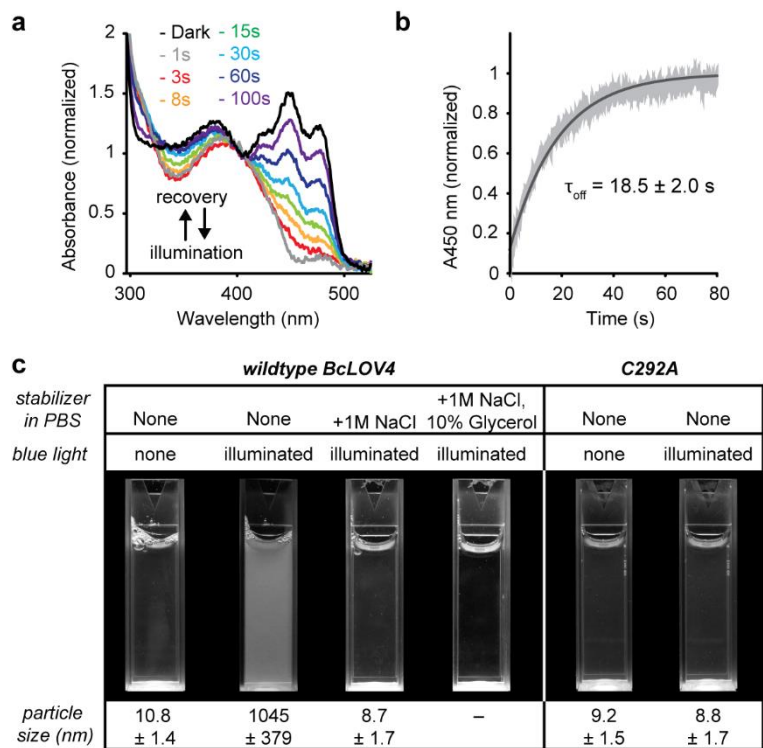 a
- Dark - 15s
- 1s - 30s
- 3s - 60s
- 8s - 100s
2
1.5
1
0.5
0
Absorbance (normalized)
recovery
illumination
300 400 500
Wavelength (nm)
b
1
0.8
0.6
0.4
0.2
0
A450 nm (normalized)
τoff = 18.5 ± 2.0 s
0 20 40 60 80
Time (s)
c
wildtype BcLOV4 C292A
stabilizer in PBS None None +1M NaCl +1M NaCl, 10% Glycerol None None
blue light none illuminated illuminated illuminated none illuminated
particle 10.8 1045 8.7 – 9.2 8.8
size (nm) ± 1.4 ± 379 ± 1.7 ± 1.5 ± 1.7